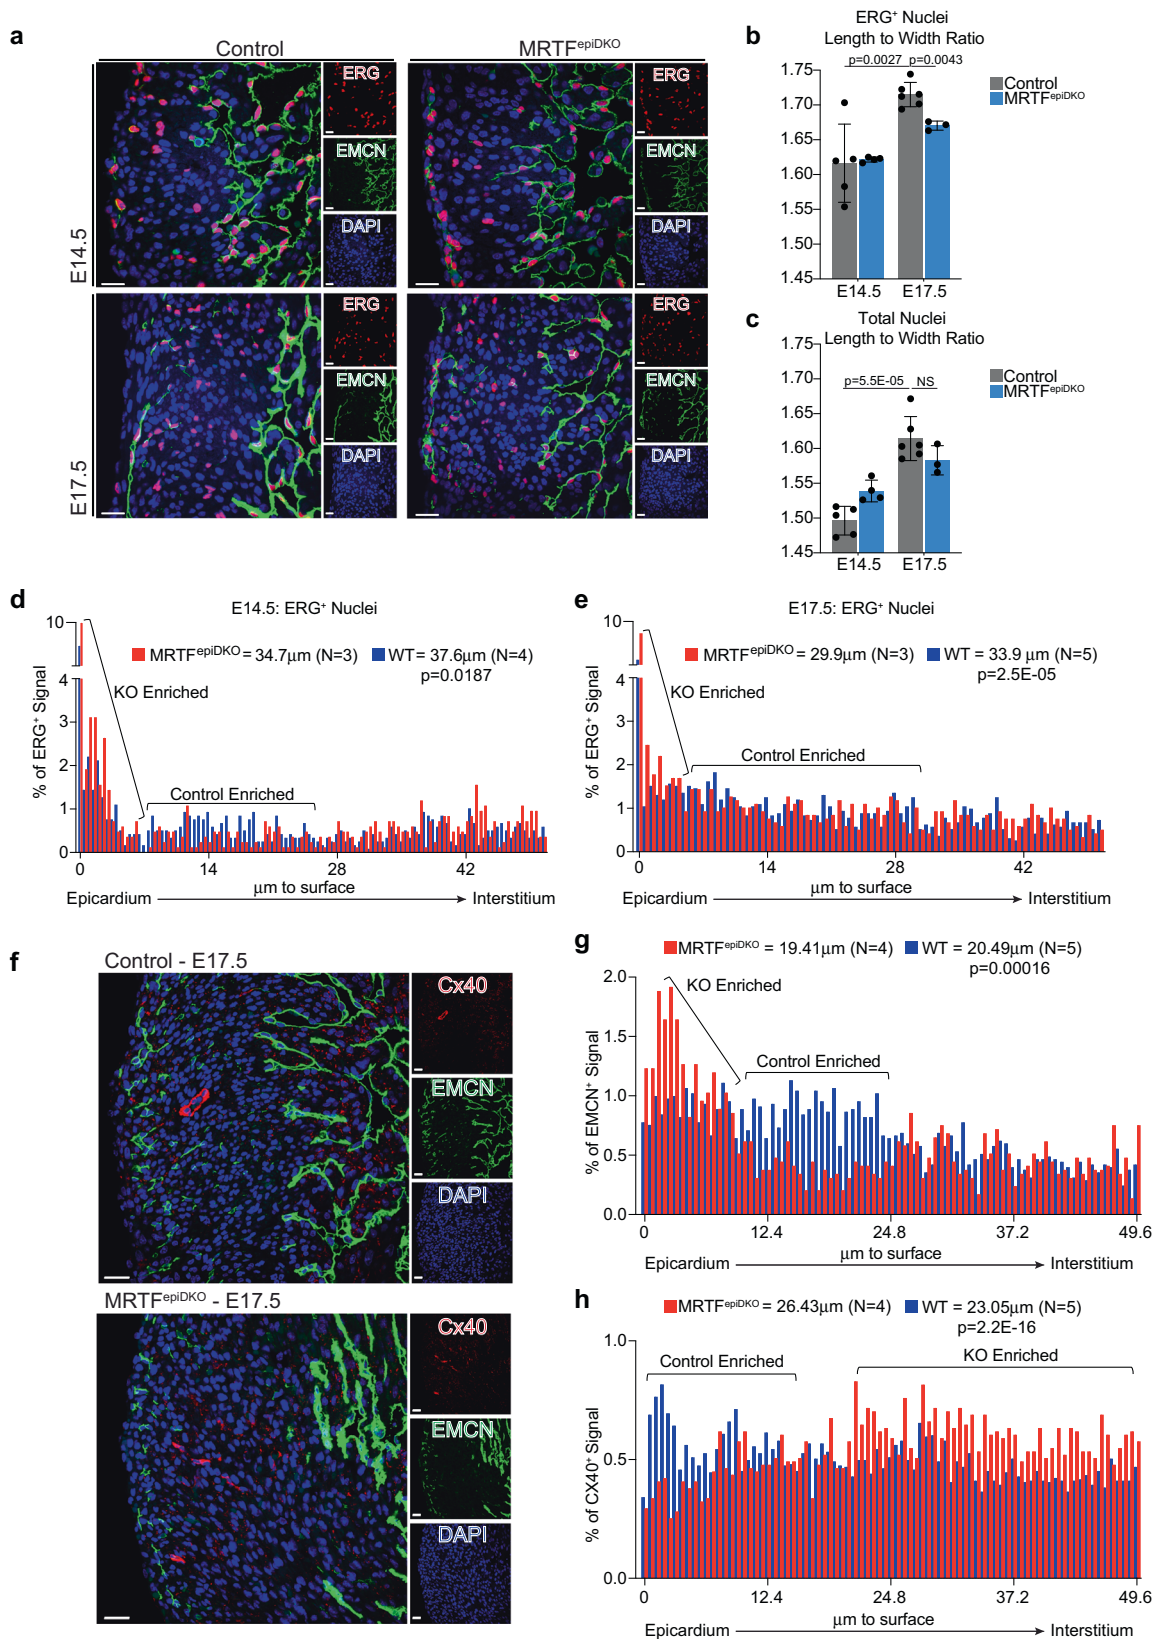 a
Control
MRTFepiDKO
E14.5
ERG
EMCN
DAPI
ERG
EMCN
DAPI
E17.5
ERG
EMCN
DAPI
ERG
EMCN
DAPI
b
ERG+ Nuclei
Length to Width Ratio
p=0.0027 p=0.0043
1.75
1.70
1.65
1.60
1.55
1.50
1.45
E14.5 E17.5
Control
MRTFepiDKO
c
Total Nuclei
Length to Width Ratio
p=5.5E-05 NS
1.75
1.70
1.65
1.60
1.55
1.50
1.45
E14.5 E17.5
Control
MRTFepiDKO
d
E14.5: ERG+ Nuclei
MRTFepiDKO = 34.7µm (N=3) WT= 37.6µm (N=4)
p=0.0187
KO Enriched
Control Enriched
% of ERG+ Signal
10
4
3
2
1
0
0 14 28 42
µm to surface
Epicardium Interstitium
e
E17.5: ERG+ Nuclei
MRTFepiDKO = 29.9µm (N=3) WT= 33.9 µm (N=5)
p=2.5E-05
KO Enriched
Control Enriched
% of ERG+ Signal
10
4
3
2
1
0
0 14 28 42
µm to surface
Epicardium Interstitium
f
Control - E17.5
Cx40
EMCN
DAPI
MRTFepiDKO - E17.5
Cx40
EMCN
DAPI
g
MRTFepiDKO = 19.41µm (N=4) WT = 20.49µm (N=5)
p=0.00016
KO Enriched
Control Enriched
% of EMCN+ Signal
2.0
1.5
1.0
0.5
0.0
0 12.4 24.8 37.2 49.6
µm to surface
Epicardium Interstitium
h
MRTFepiDKO = 26.43µm (N=4) WT = 23.05µm (N=5)
p=2.2E-16
Control Enriched
KO Enriched
% of CX40+ Signal
1.0
0.5
0.0
0 12.4 24.8 37.2 49.6
µm to surface
Epicardium Interstitium